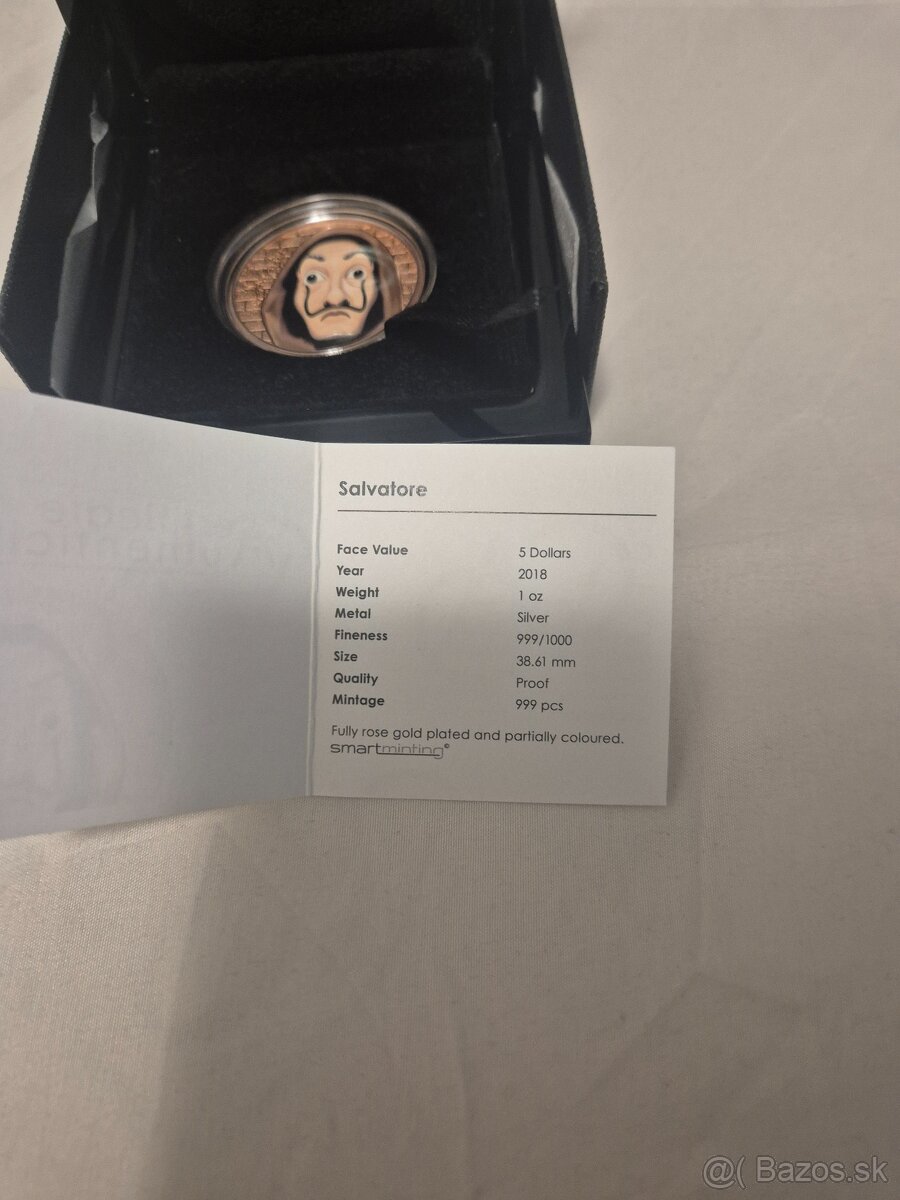 Salvatore
Face Value 5 Dollars
Year 2018
Weight 1 oz
Metal Silver
Fineness 999/1000
Size 38.61 mm
Quality Proof
Mintage 999 pcs
Fully rose gold plated and partially coloured.
smartminting©
@( Bazos.sk